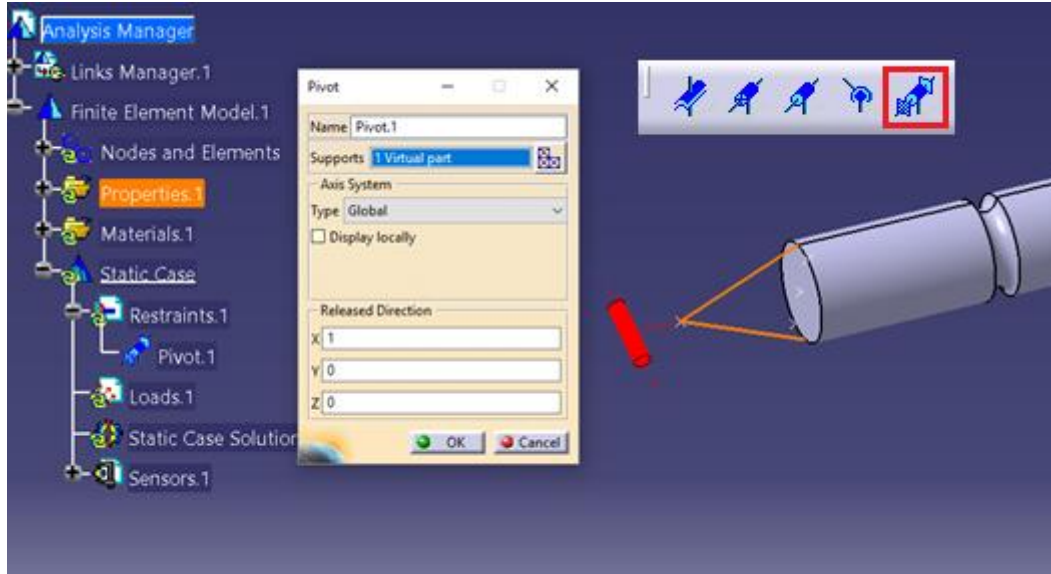 Analysis Manager
Links Manager.1
Finite Element Model.1
Nodes and Elements
Properties.1
Materials.1
Static Case
Restraints.1
Pivot.1
Loads.1
Static Case Solution
Sensors.1
Pivot
Name Pivot.1
Supports 1 Virtual part
Axis System
Type Global
Display locally
Released Direction
X 1
Y 0
Z 0
OK Cancel